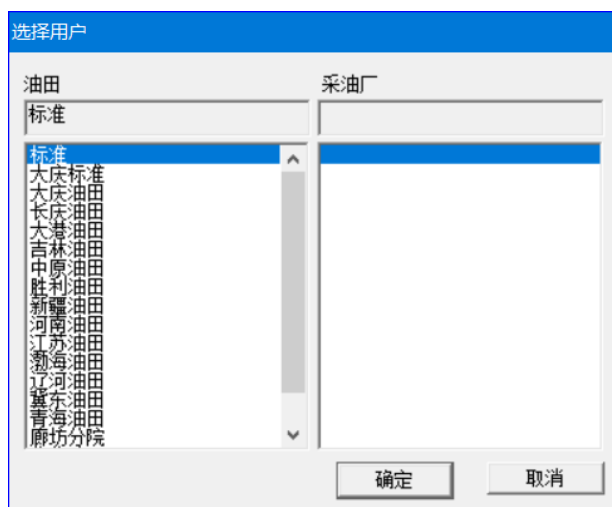 选择用户
油田
采油厂
标准
标准
大庆标准
大庆油田
长庆油田
大港油田
吉林油田
中原油田
胜利油田
新疆油田
河南油田
江苏油田
渤海油田
辽河油田
冀东油田
青海油田
廊坊分院
确定
取消